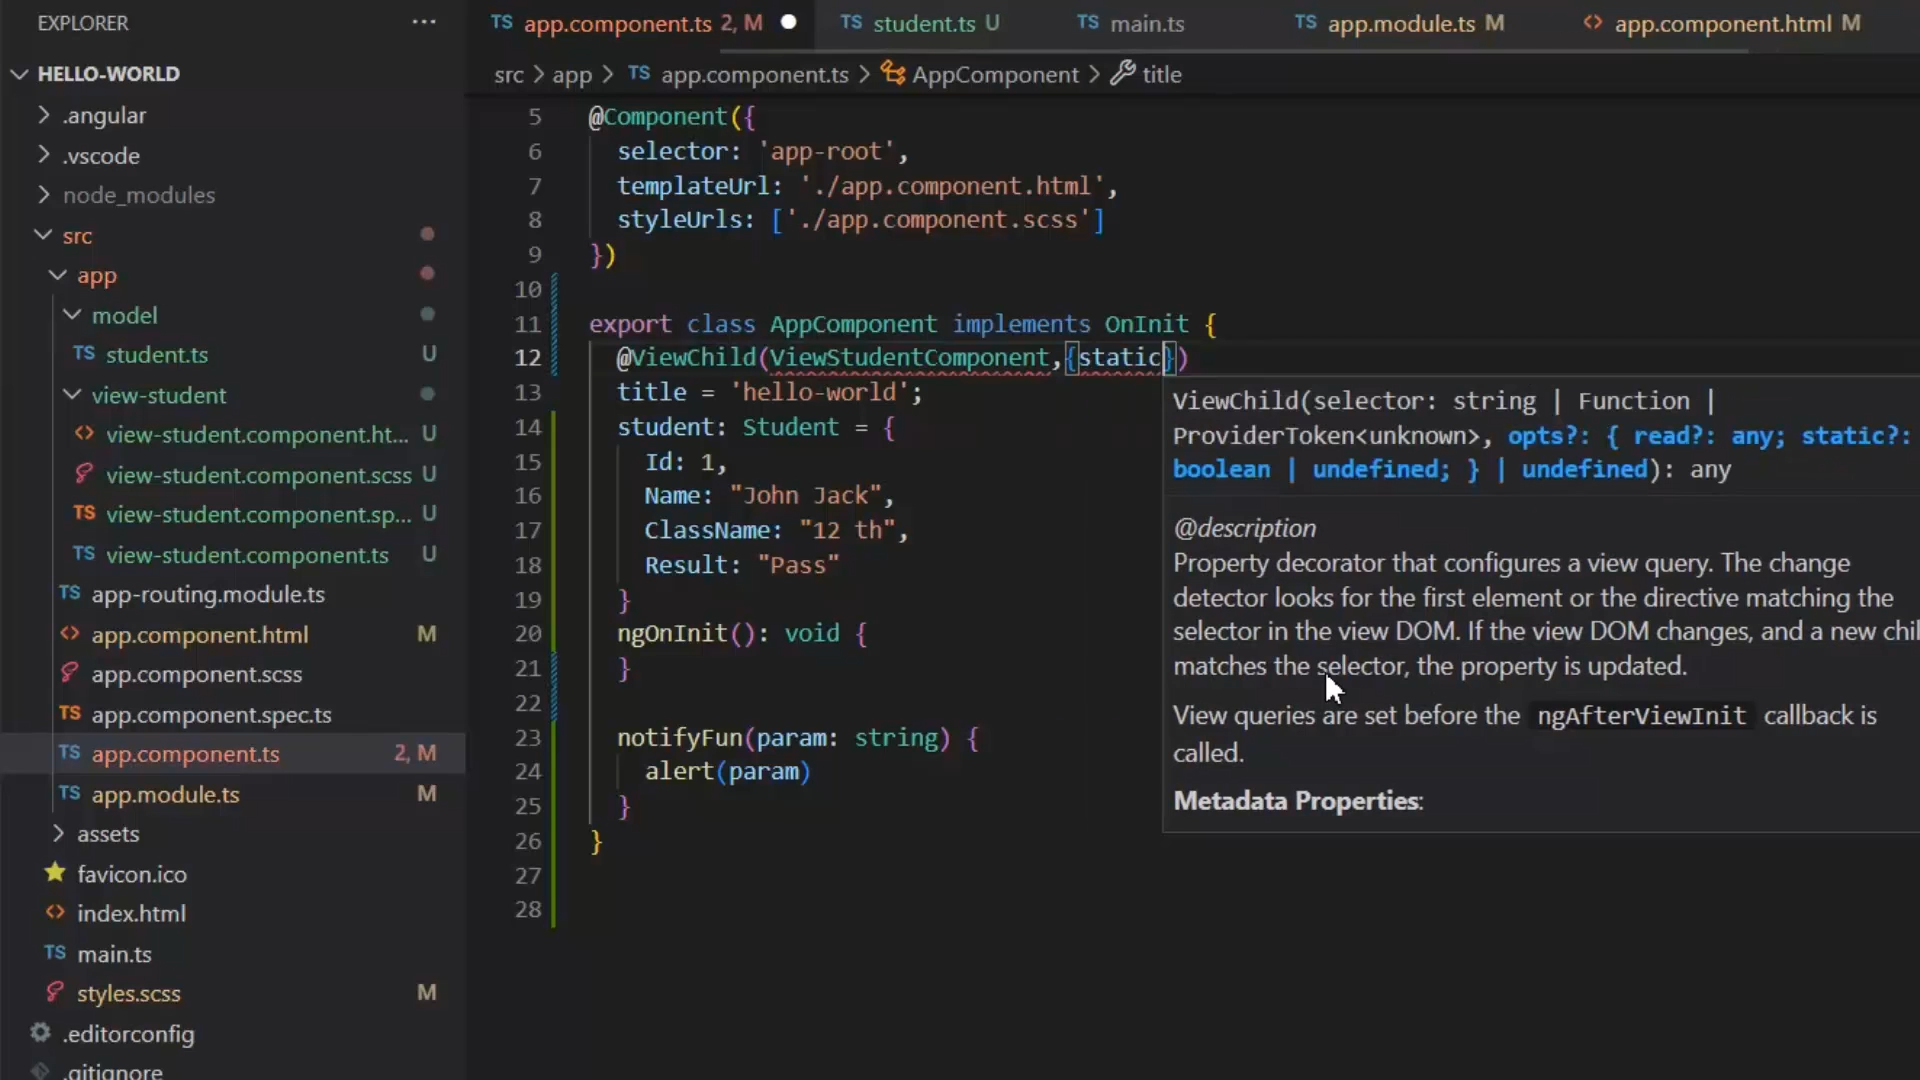 EXPLORER ...
HELLO-WORLD
.angular
.vscode
node_modules
src
app
model
TS student.ts U
view-student
<> view-student.component.ht... U
view-student.component.scss U
TS view-student.component.sp... U
TS view-student.component.ts U
TS app-routing.module.ts
<> app.component.html M
app.component.scss
TS app.component.spec.ts
TS app.component.ts 2, M
TS app.module.ts M
assets
favicon.ico
<> index.html
TS main.ts
styles.scss M
.editorconfig
.gitignore
TS app.component.ts 2, M
TS student.ts U
TS main.ts
TS app.module.ts M
<> app.component.html M
src > app > TS app.component.ts > AppComponent > title
5 @Component({
6 selector: 'app-root',
7 templateUrl: './app.component.html',
8 styleUrls: ['./app.component.scss']
9 })
10
11 export class AppComponent implements OnInit {
12 @ViewChild(ViewStudentComponent,{static})
13 title = 'hello-world';
14 student: Student = {
15 Id: 1,
16 Name: "John Jack",
17 ClassName: "12 th",
18 Result: "Pass"
19 }
20 ngOnInit(): void {
21 }
22
23 notifyFun(param: string) {
24 alert(param)
25 }
26 }
27
28
ViewChild(selector: string | Function |
ProviderToken<unknown>, opts?: { read?: any; static?:
boolean | undefined; } | undefined): any
@description
Property decorator that configures a view query. The change
detector looks for the first element or the directive matching the
selector in the view DOM. If the view DOM changes, and a new chil
matches the selector, the property is updated.
View queries are set before the ngAfterViewInit callback is
called.
Metadata Properties: